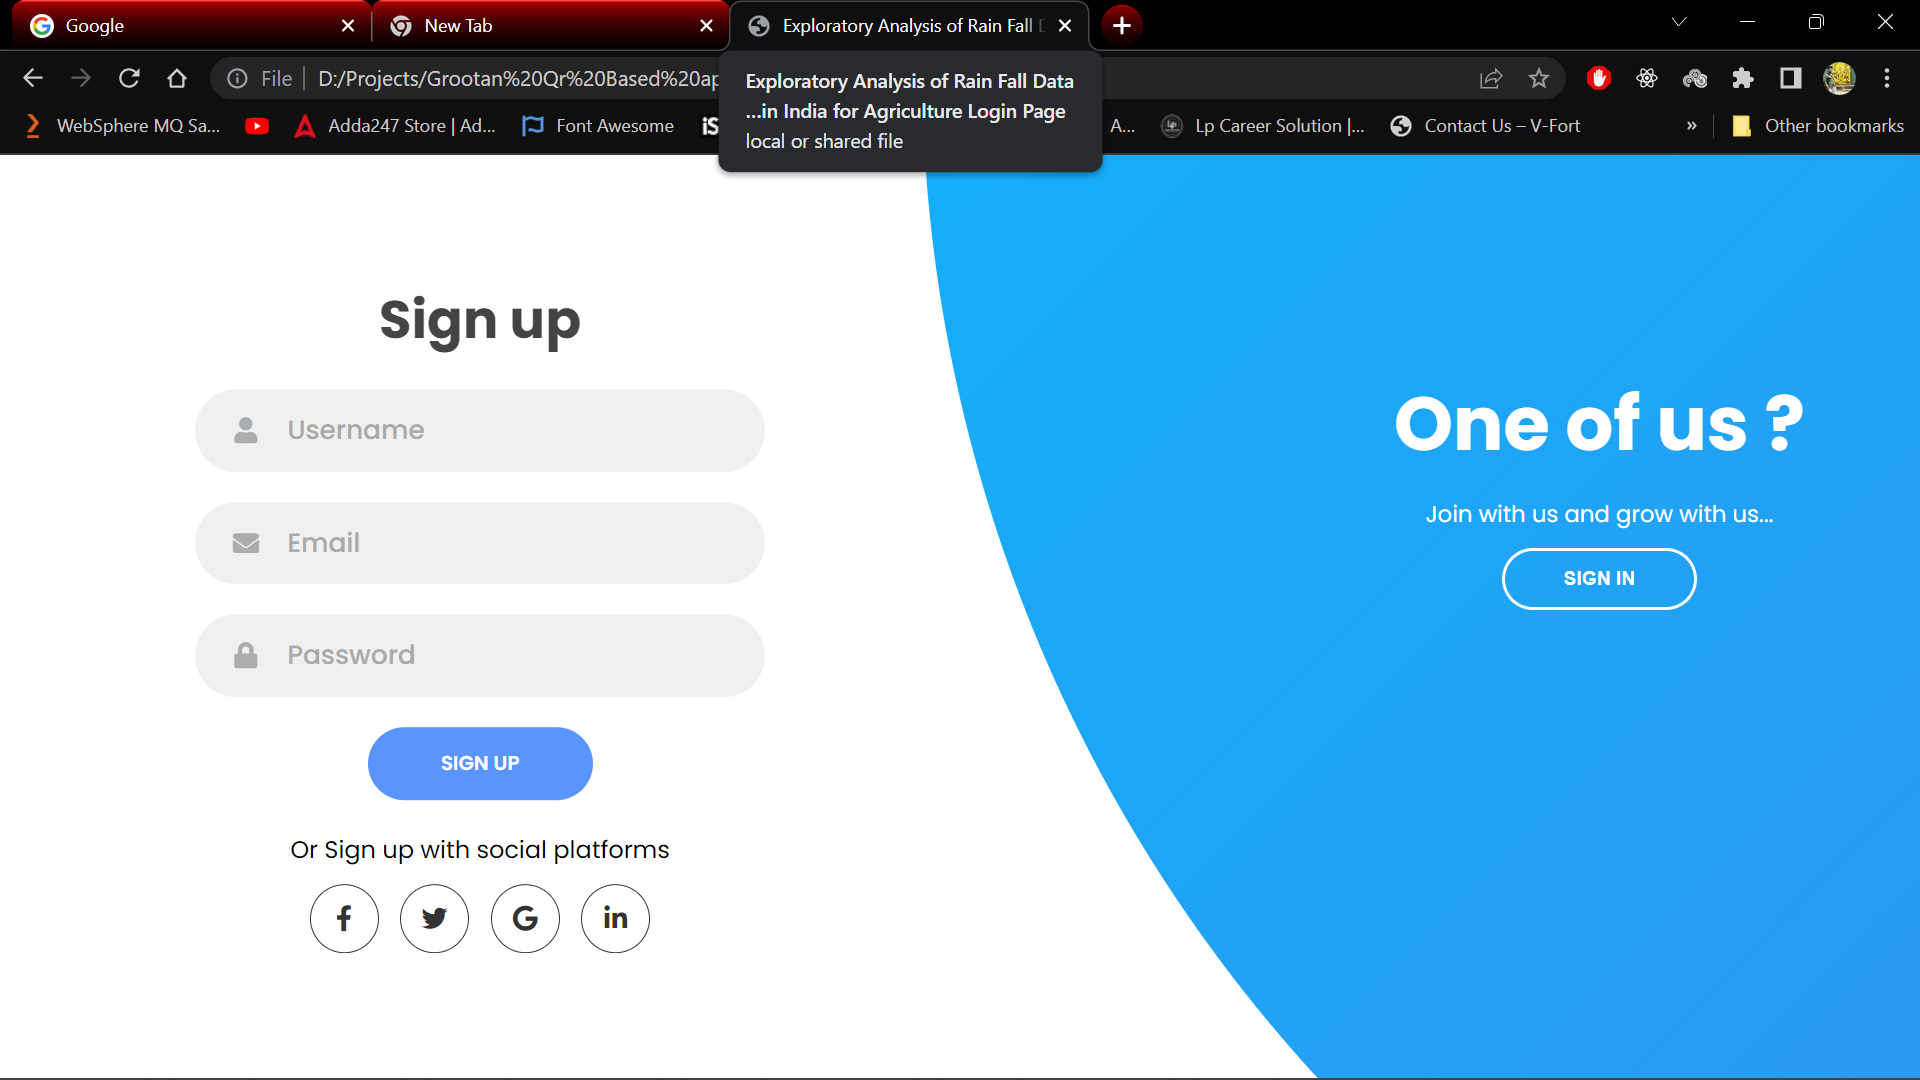 Google
New Tab
Exploratory Analysis of Rain Fall
File
D:/Projects/Grootan%20Qr%20Based%20ap
Exploratory Analysis of Rain Fall Data
...in India for Agriculture Login Page
local or shared file
WebSphere MQ Sa...
Adda247 Store | Ad...
Font Awesome
iS
A...
Lp Career Solution |...
Contact Us – V-Fort
»
Other bookmarks
Sign up
Username
Email
Password
SIGN UP
Or Sign up with social platforms
One of us ?
Join with us and grow with us...
SIGN IN